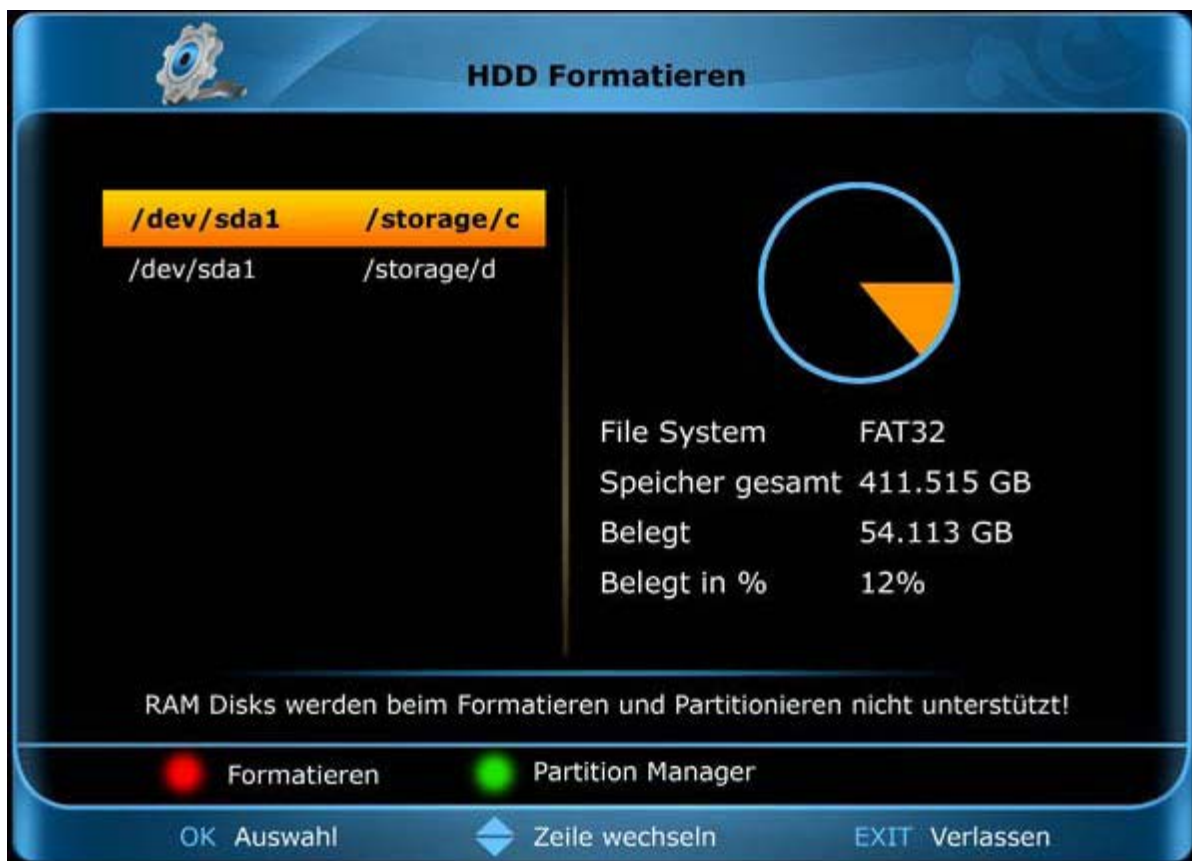 HDD Formatieren
/dev/sda1 /storage/c
/dev/sda1 /storage/d
File System FAT32
Speicher gesamt 411.515 GB
Belegt 54.113 GB
Belegt in % 12%
RAM Disks werden beim Formatieren und Partitionieren nicht unterstützt!
Formatieren Partition Manager
OK Auswahl Zeile wechseln EXIT Verlassen